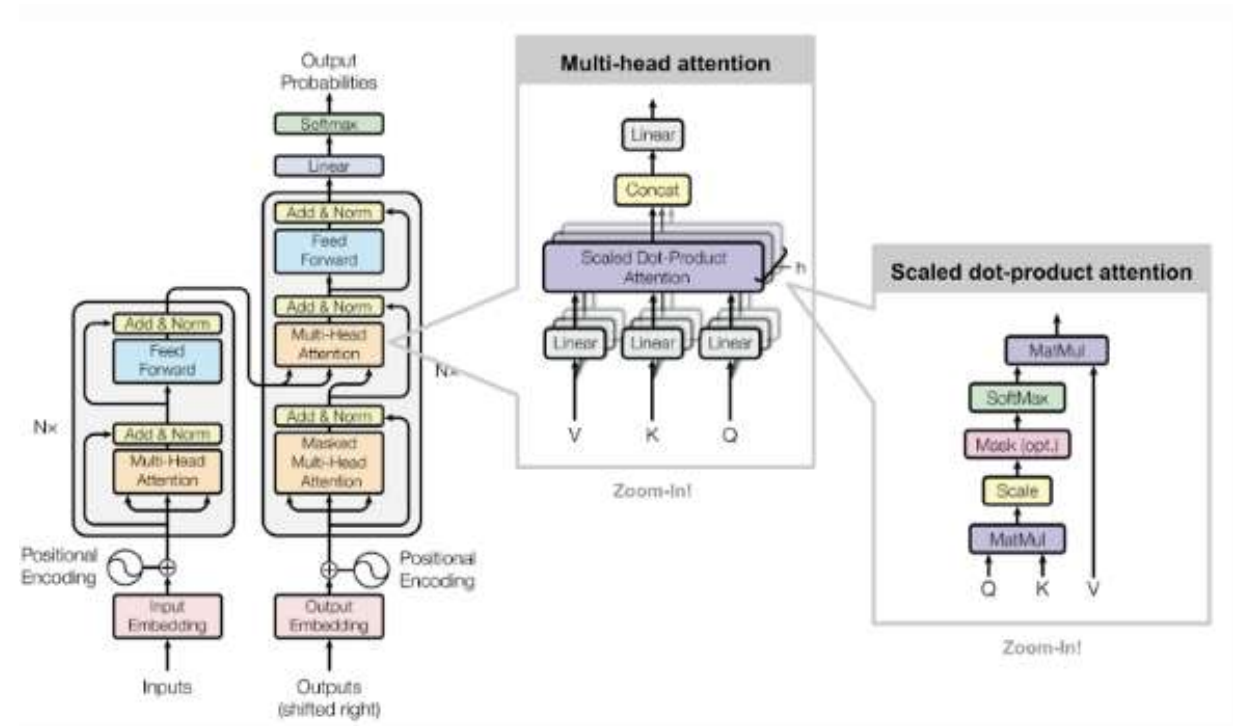 Output
Probabilities
Softmax
Linear
Add & Norm
Feed
Forward
Add & Norm
Multi-Head
Attention
Nx
Add & Norm
Masked
Multi-Head
Attention
Positional
Encoding
Output
Embedding
Outputs
(shifted right)
Add & Norm
Feed
Forward
Nx
Add & Norm
Multi-Head
Attention
Positional
Encoding
Input
Embedding
Inputs
Multi-head attention
Linear
Concat
Scaled Dot-Product
Attention
h
Linear Linear Linear
V K Q
Zoom-In!
Scaled dot-product attention
MatMul
SoftMax
Mask (opt.)
Scale
MatMul
Q K V
Zoom-In!